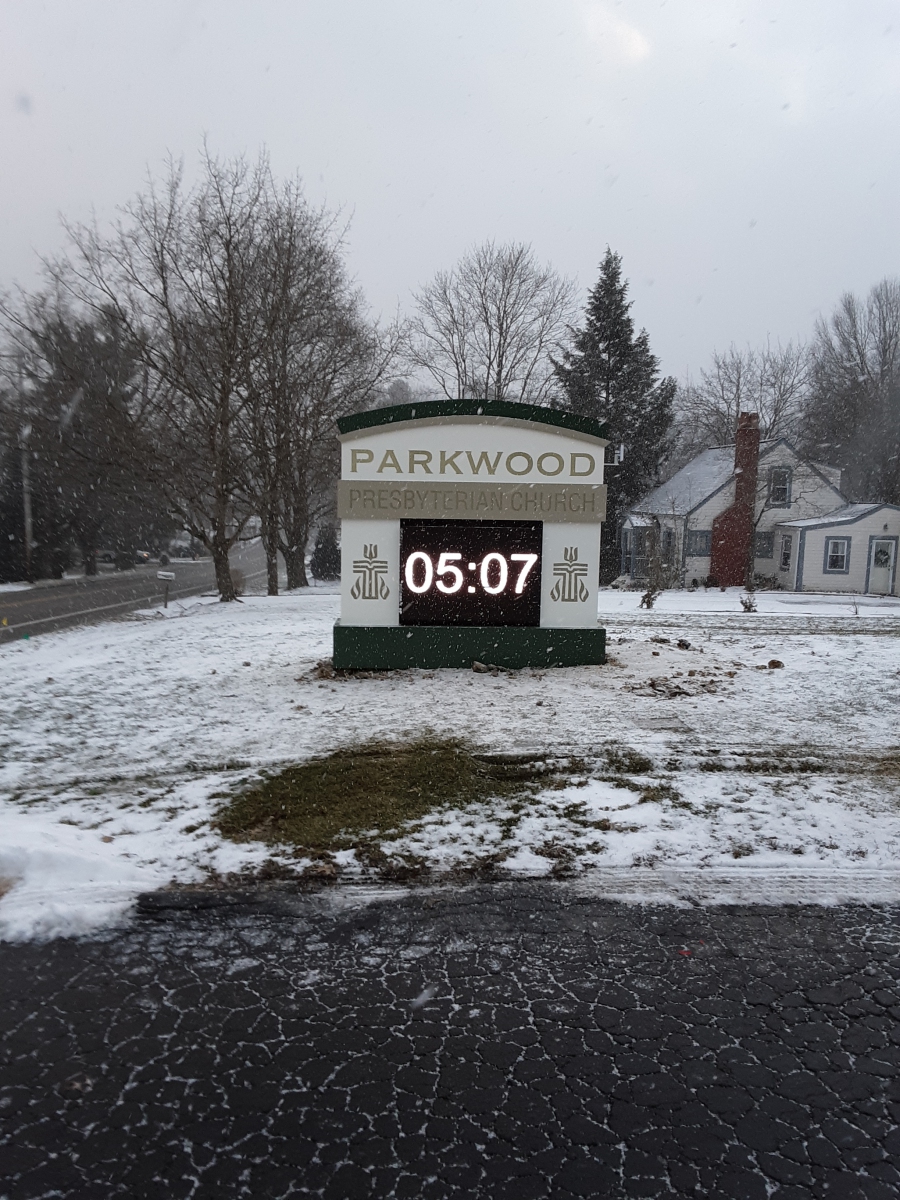 PARKWOOD
PRESBYTERIAN CHURCH
05:07